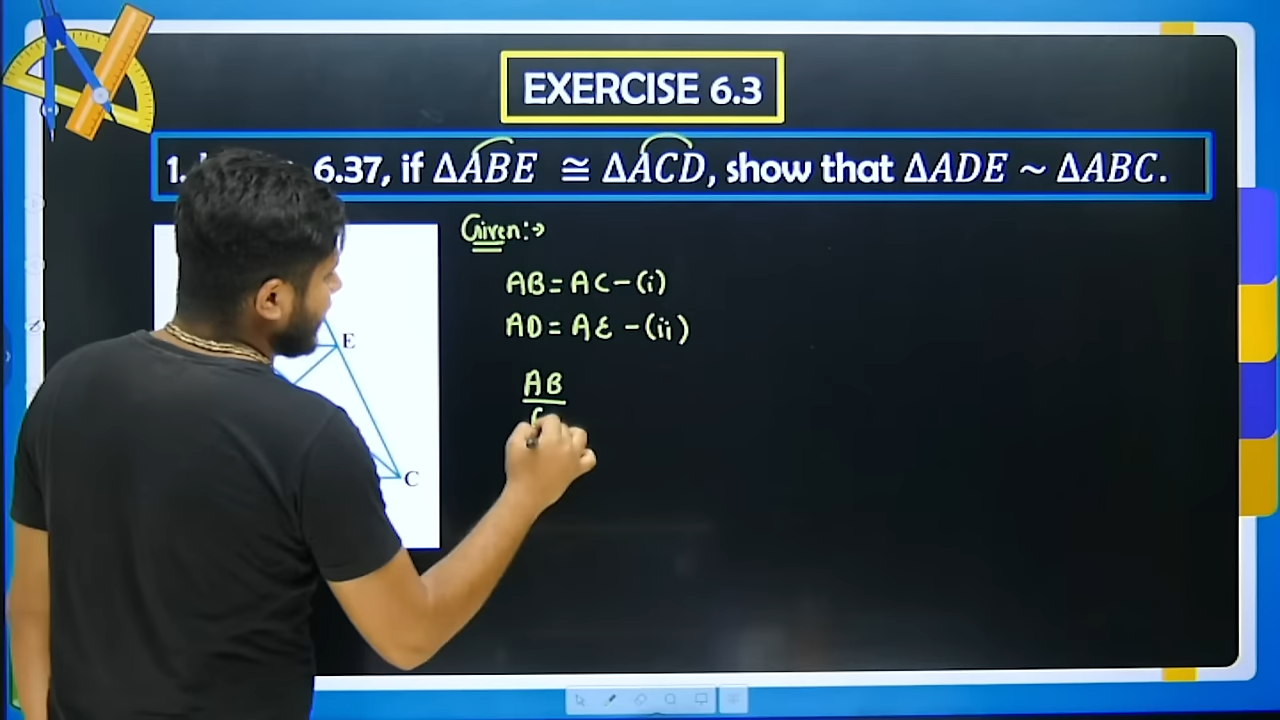 EXERCISE 6.3
1. 6.37, if ΔABE ≅ ΔACD, show that ΔADE ~ ΔABC.
Given:→
AB = AC - (i)
AD = AE - (ii)
E
AB
C